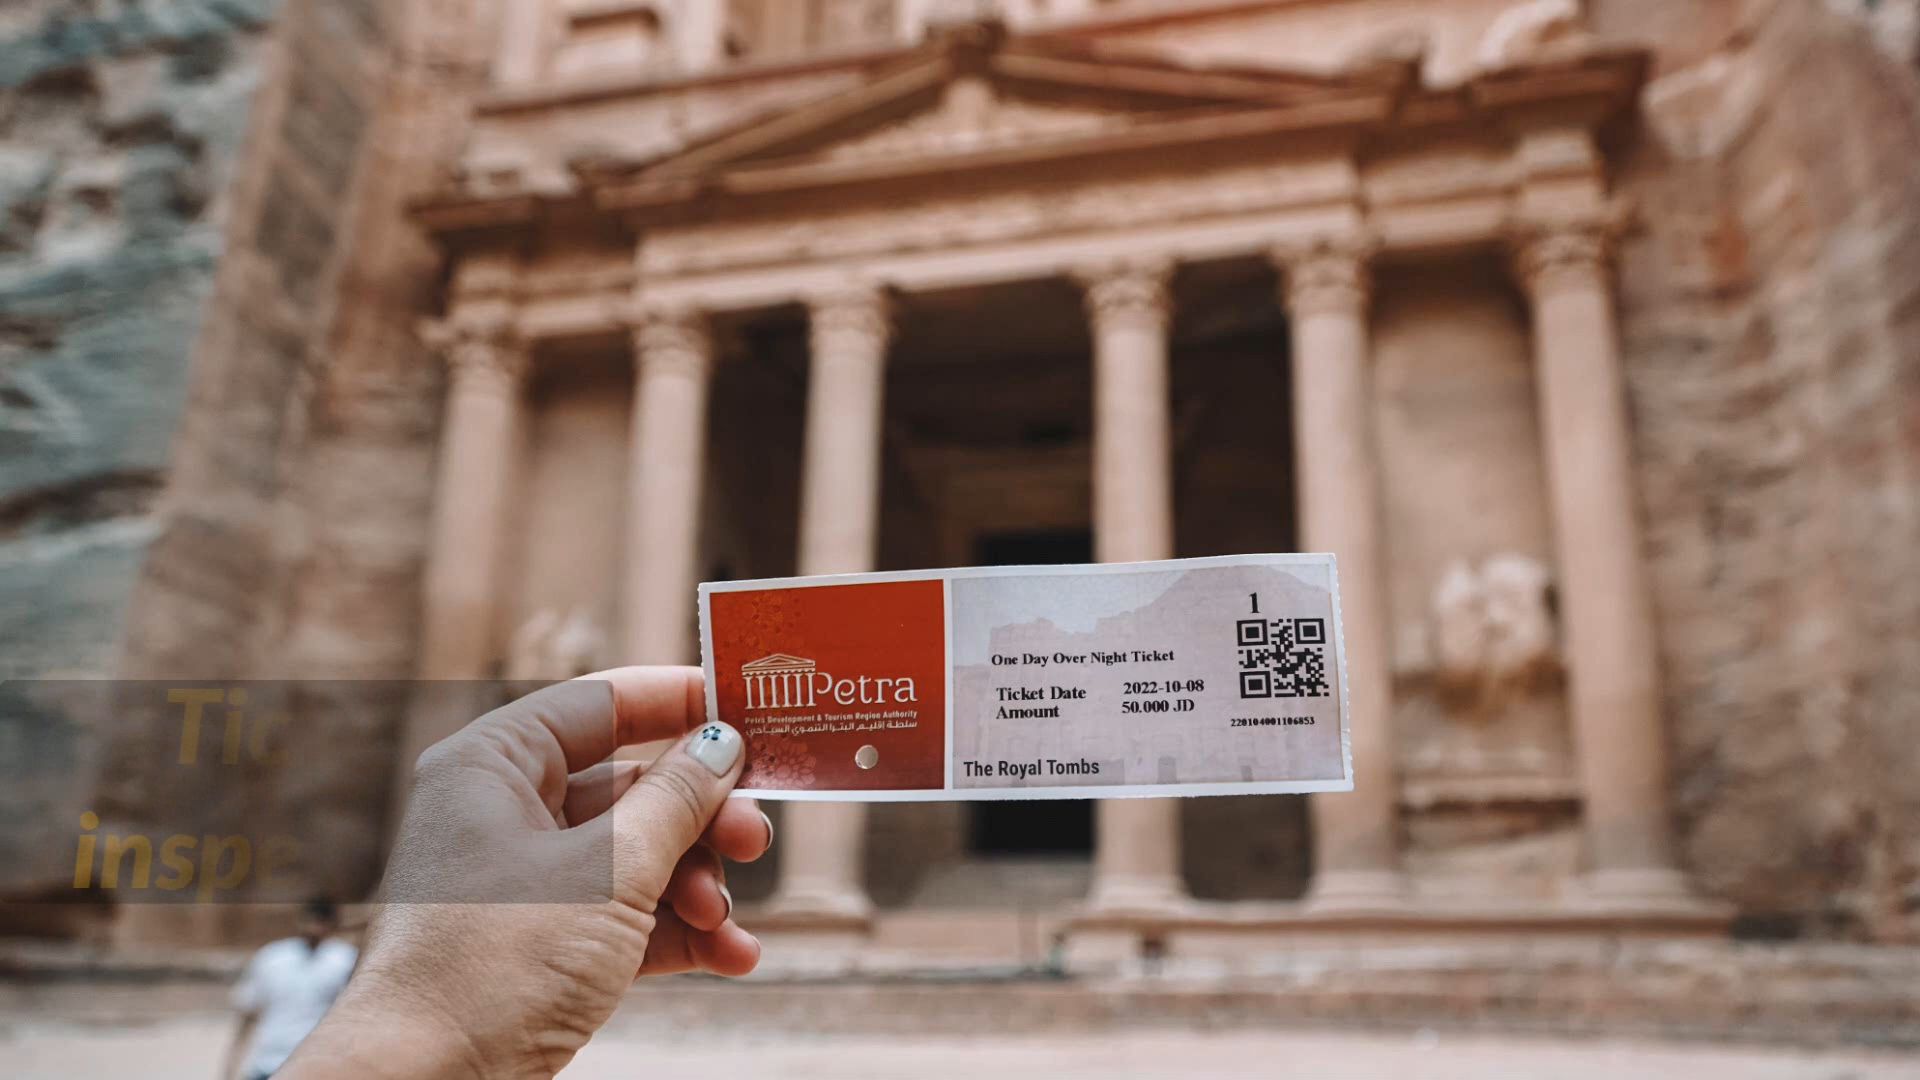 Petra
Petra Development & Tourism Region Authority
سلطة إقليم البترا التنموي السياحي
1
One Day Over Night Ticket
Ticket Date 2022-10-08
Amount 50.000 JD
220104001106853
The Royal Tombs
Tic
inspe